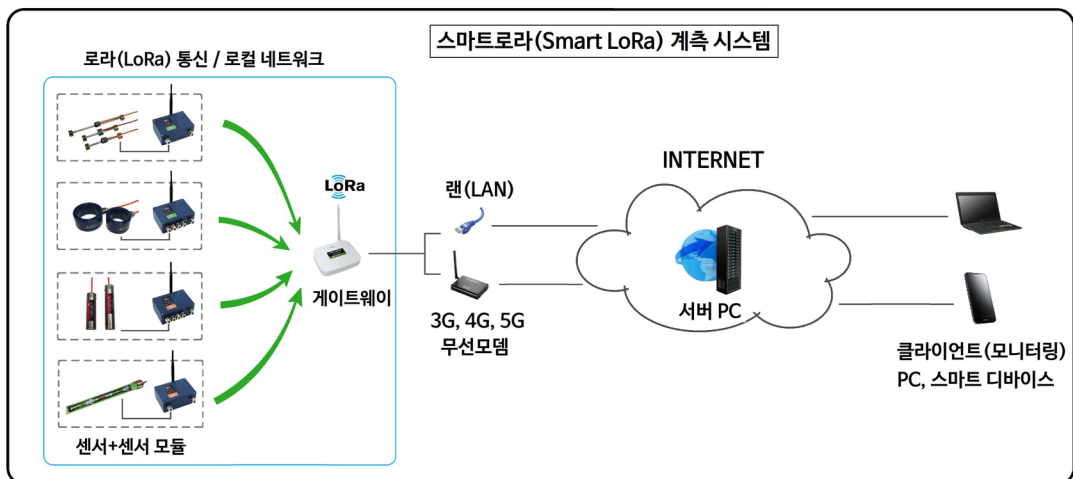 스마트로라(Smart LoRa) 계측 시스템
로라(LoRa) 통신 / 로컬 네트워크
LoRa
게이트웨이
센서+센서 모듈
랜(LAN)
3G, 4G, 5G
무선모뎀
INTERNET
서버 PC
클라이언트(모니터링)
PC, 스마트 디바이스